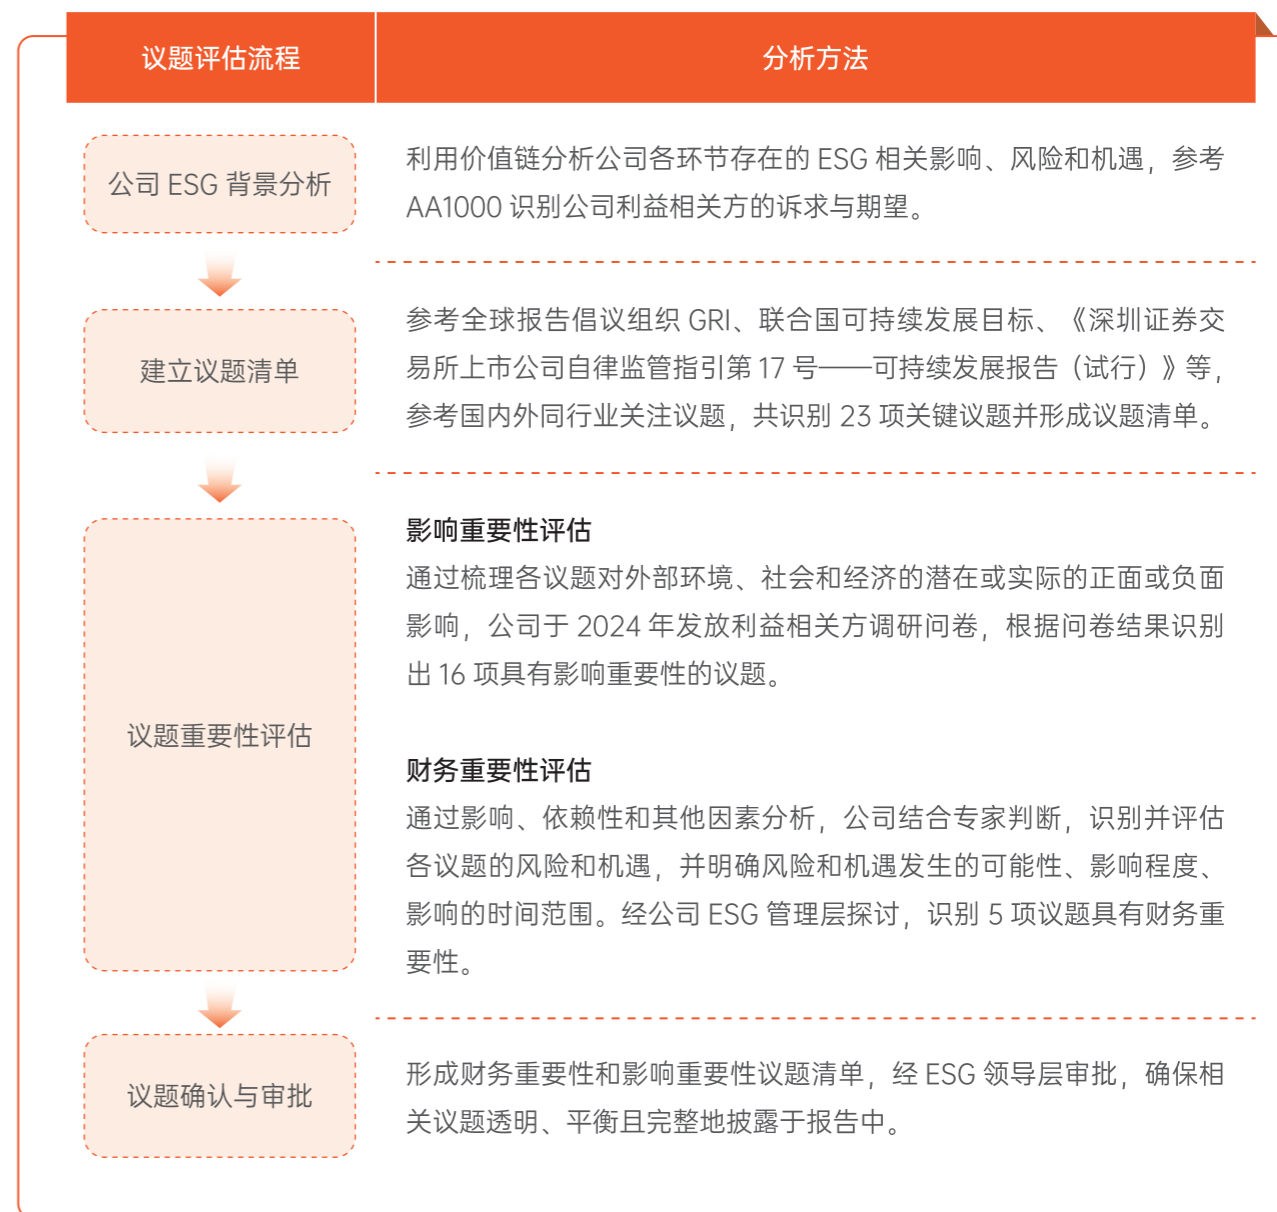 议题评估流程
分析方法
公司 ESG 背景分析
利用价值链分析公司各环节存在的 ESG 相关影响、风险和机遇，参考
AA1000 识别公司利益相关方的诉求与期望。
建立议题清单
参考全球报告倡议组织 GRI、联合国可持续发展目标、《深圳证券交
易所上市公司自律监管指引第 17 号——可持续发展报告（试行）》等，
参考国内外同行业关注议题，共识别 23 项关键议题并形成议题清单。
议题重要性评估
影响重要性评估
通过梳理各议题对外部环境、社会和经济的潜在或实际的正面或负面
影响，公司于 2024 年发放利益相关方调研问卷，根据问卷结果识别
出 16 项具有影响重要性的议题。
财务重要性评估
通过影响、依赖性和其他因素分析，公司结合专家判断，识别并评估
各议题的风险和机遇，并明确风险和机遇发生的可能性、影响程度、
影响的时间范围。经公司 ESG 管理层探讨，识别 5 项议题具有财务重
要性。
议题确认与审批
形成财务重要性和影响重要性议题清单，经 ESG 领导层审批，确保相
关议题透明、平衡且完整地披露于报告中。